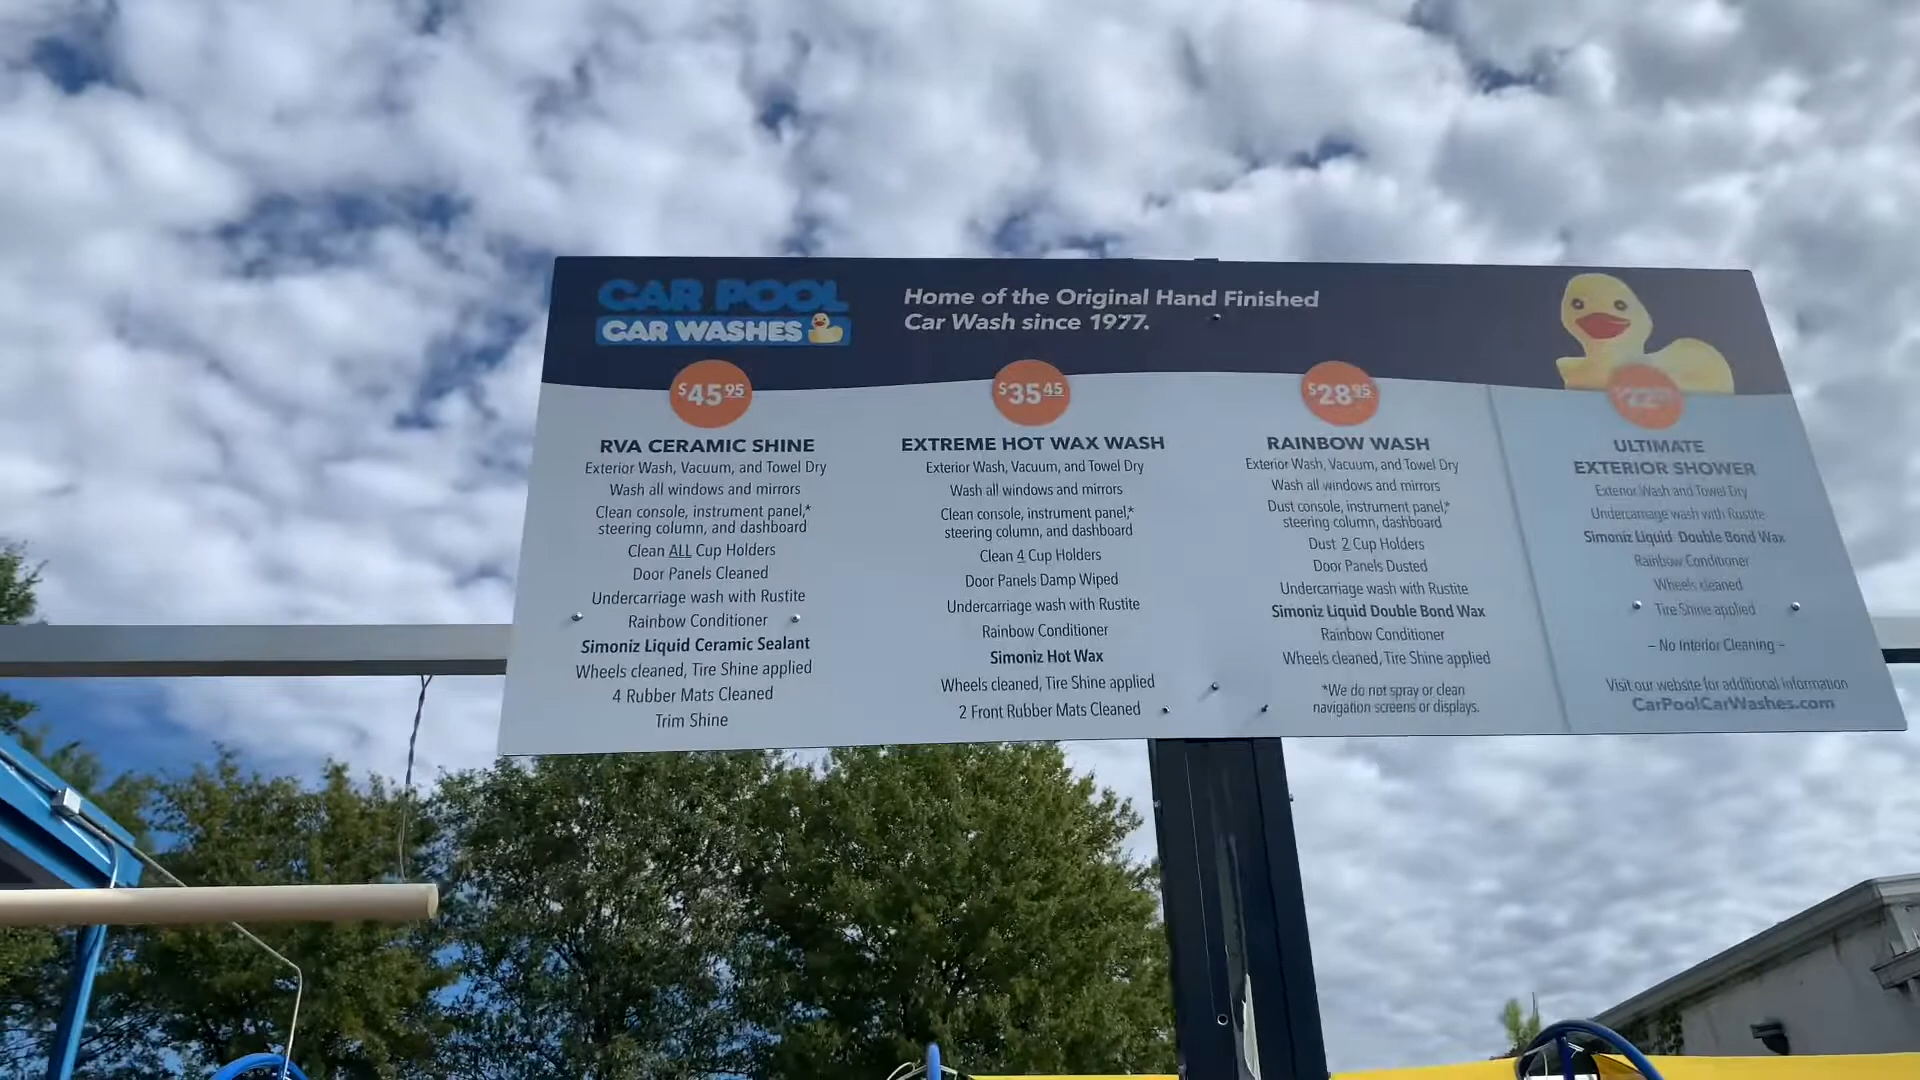 CAR POOL
CAR WASHES
Home of the Original Hand Finished
Car Wash since 1977.
$45.95
RVA CERAMIC SHINE
Exterior Wash, Vacuum, and Towel Dry
Wash all windows and mirrors
Clean console, instrument panel,*
steering column, and dashboard
Clean ALL Cup Holders
Door Panels Cleaned
Undercarriage wash with Rustite
Rainbow Conditioner
Simoniz Liquid Ceramic Sealant
Wheels cleaned, Tire Shine applied
4 Rubber Mats Cleaned
Trim Shine
$35.45
EXTREME HOT WAX WASH
Exterior Wash, Vacuum, and Towel Dry
Wash all windows and mirrors
Clean console, instrument panel,*
steering column, and dashboard
Clean 4 Cup Holders
Door Panels Damp Wiped
Undercarriage wash with Rustite
Rainbow Conditioner
Simoniz Hot Wax
Wheels cleaned, Tire Shine applied
2 Front Rubber Mats Cleaned
$28.95
RAINBOW WASH
Exterior Wash, Vacuum, and Towel Dry
Wash all windows and mirrors
Dust console, instrument panel,*
steering column, dashboard
Dust 2 Cup Holders
Door Panels Dusted
Undercarriage wash with Rustite
Simoniz Liquid Double Bond Wax
Rainbow Conditioner
Wheels cleaned, Tire Shine applied
*We do not spray or clean
navigation screens or displays.
ULTIMATE
EXTERIOR SHOWER
Exterior Wash and Towel Dry
Undercarriage wash with Rustite
Simoniz Liquid Double Bond Wax
Rainbow Conditioner
Wheels cleaned
Tire Shine applied
– No Interior Cleaning –
Visit our website for additional information
CarPoolCarWashes.com